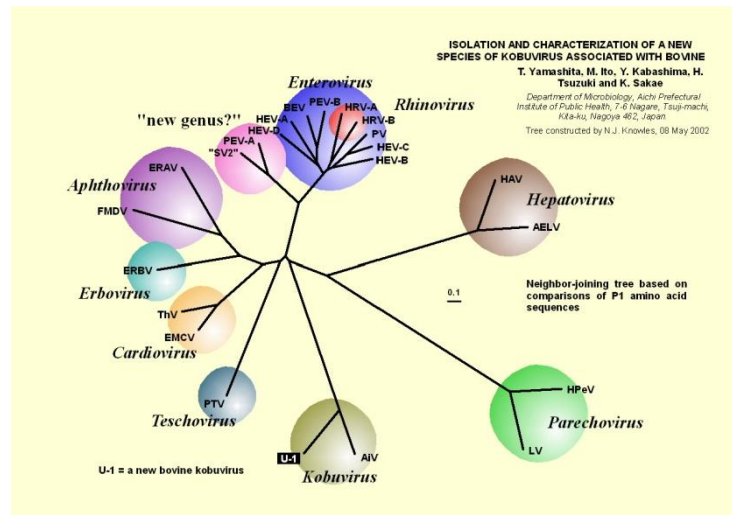 ISOLATION AND CHARACTERIZATION OF A NEW
SPECIES OF KOBUVIRUS ASSOCIATED WITH BOVINE
T. Yamashita, M. Ito, Y. Kabashima, H.
Tsuzuki and K. Sakae
Department of Microbiology, Aichi Prefectural
Institute of Public Health, 7-6 Nagare, Tsuji-machi,
Kita-ku, Nagoya 462, Japan
Tree constructed by N.J. Knowles, 08 May 2002
Enterovirus
Rhinovirus
PEV-B
BEV
HRV-A
HEV-A
HRV-B
HEV-D
PV
HEV-C
HEV-B
"new genus?"
PEV-A
"SV2"
ERAV
Aphthovirus
FMDV
HAV
Hepatovirus
AELV
ERBV
Erbovirus
0.1
Neighbor-joining tree based on
comparisons of P1 amino acid
sequences
ThV
EMCV
Cardiovirus
PTV
Teschovirus
HPeV
Parechovirus
LV
U-1
AiV
Kobuvirus
U-1 = a new bovine kobuvirus